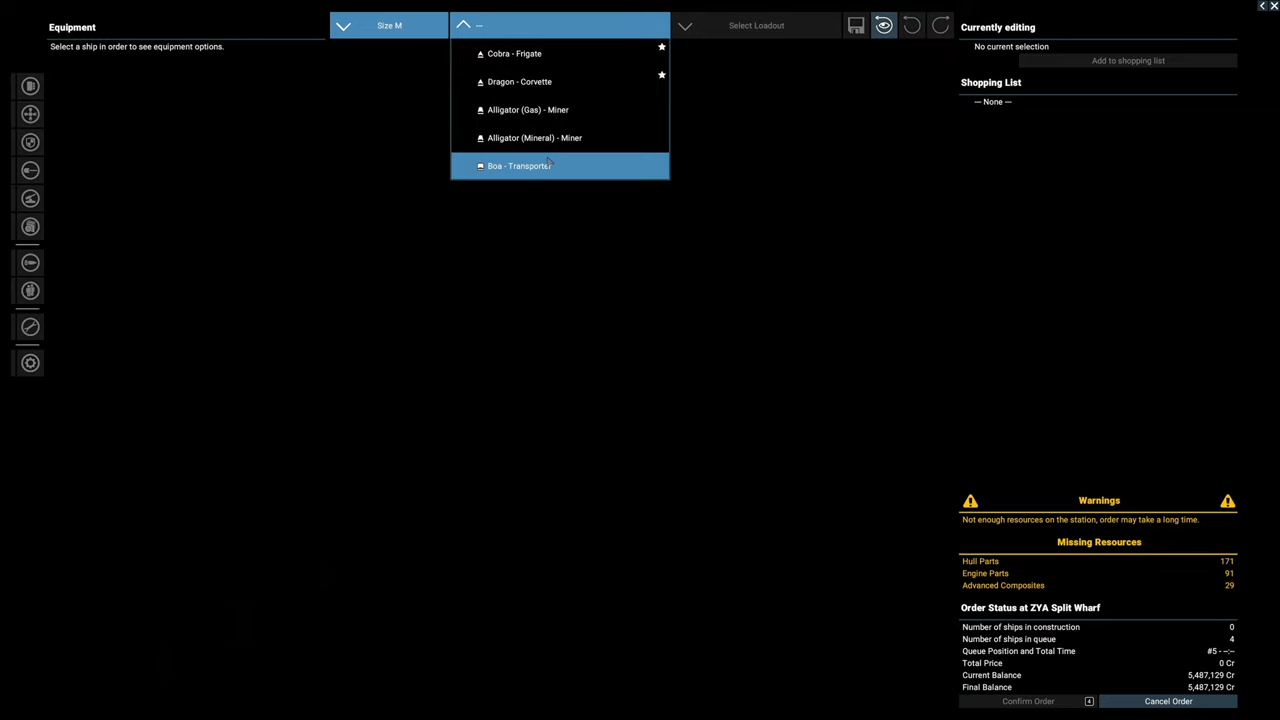 Equipment
Select a ship in order to see equipment options.
Size M
--
Select Loadout
Cobra - Frigate
Dragon - Corvette
Alligator (Gas) - Miner
Alligator (Mineral) - Miner
Boa - Transporter
Currently editing
No current selection
Add to shopping list
Shopping List
— None —
Warnings
Not enough resources on the station, order may take a long time.
Missing Resources
Hull Parts 171
Engine Parts 91
Advanced Composites 29
Order Status at ZYA Split Wharf
Number of ships in construction 0
Number of ships in queue 4
Queue Position and Total Time #5 - --:--
Total Price 0 Cr
Current Balance 5,487,129 Cr
Final Balance 5,487,129 Cr
Confirm Order 4
Cancel Order